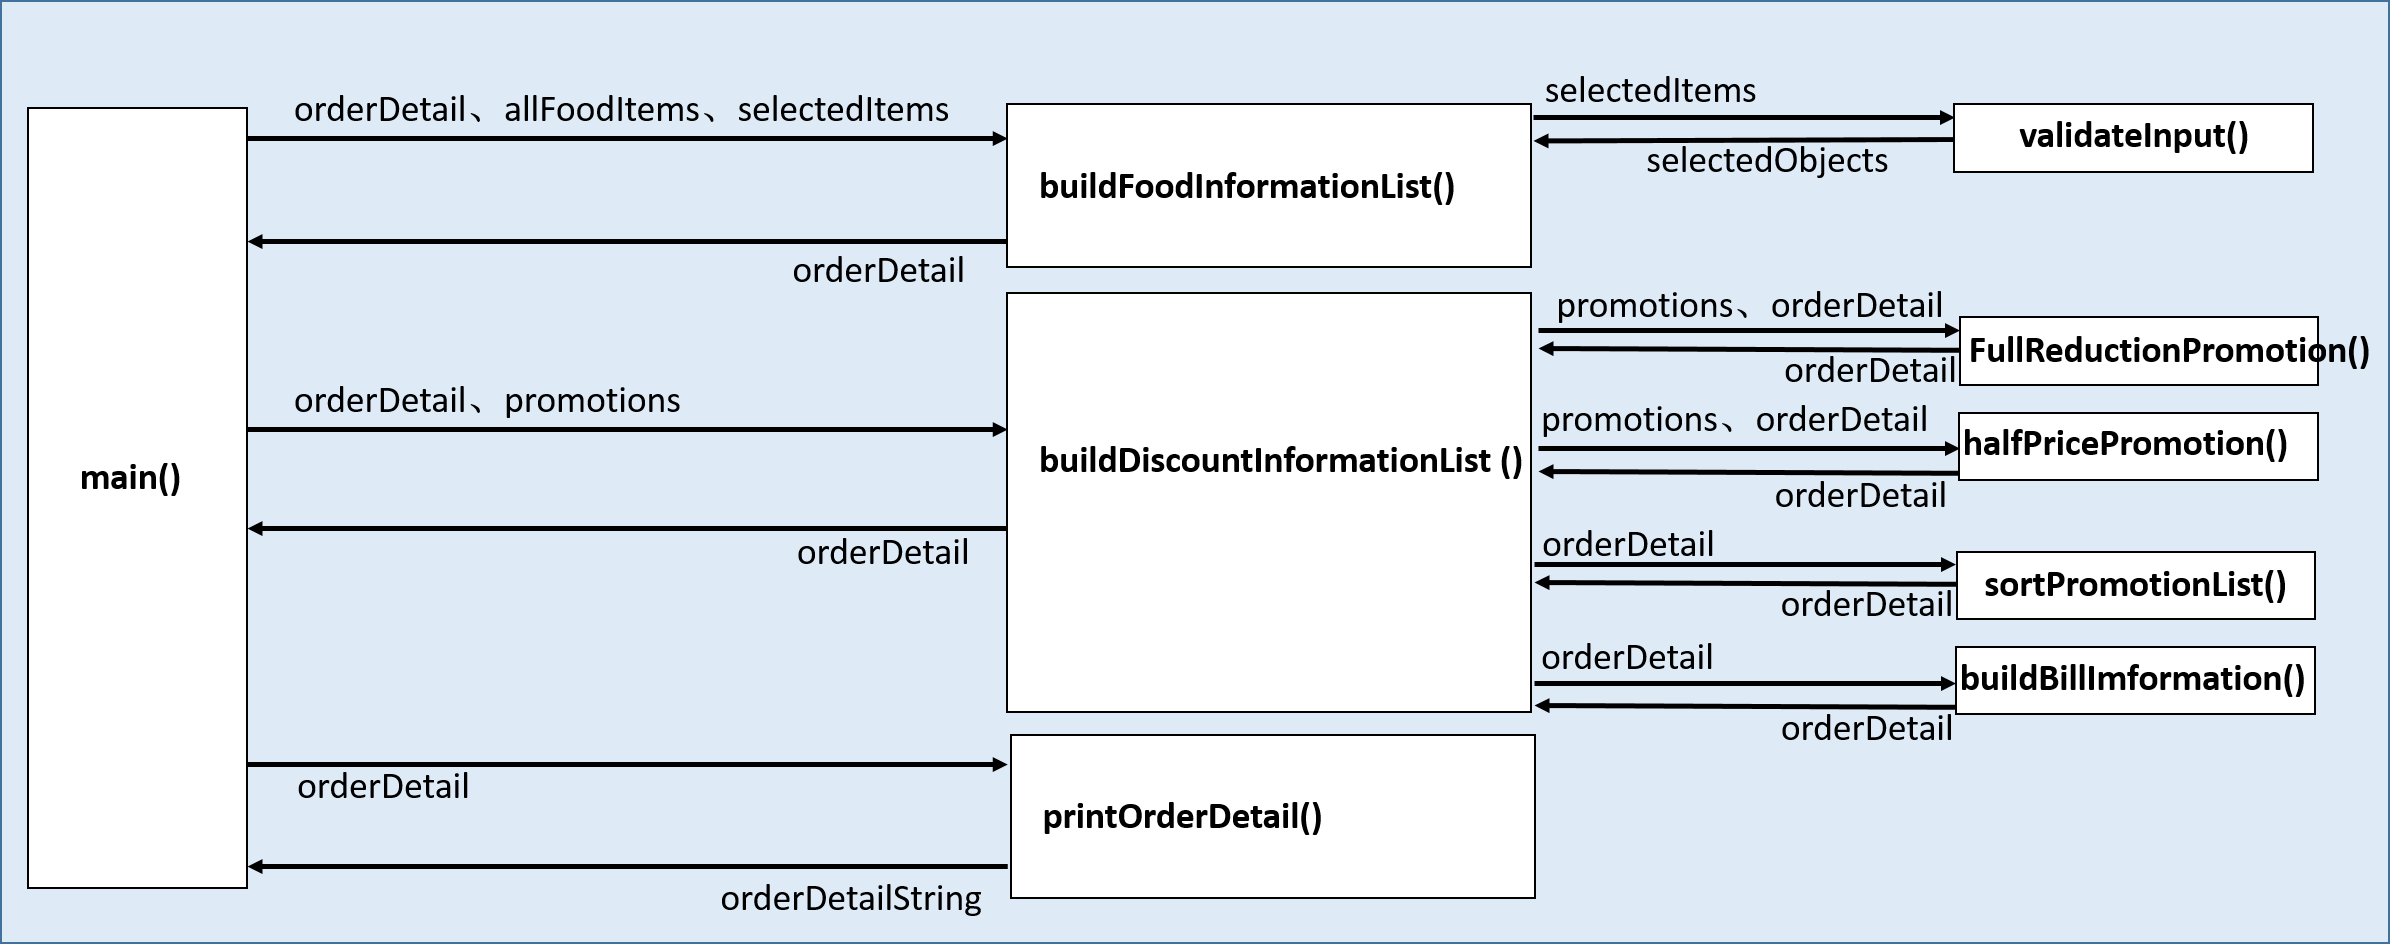 main()
orderDetail、allFoodItems、selectedItems
orderDetail
buildFoodInformationList()
selectedItems
selectedObjects
validateInput()
orderDetail、promotions
orderDetail
buildDiscountInformationList ()
promotions、orderDetail
orderDetail
FullReductionPromotion()
promotions、orderDetail
orderDetail
halfPricePromotion()
orderDetail
orderDetail
sortPromotionList()
orderDetail
orderDetail
buildBillImformation()
orderDetail
orderDetailString
printOrderDetail()